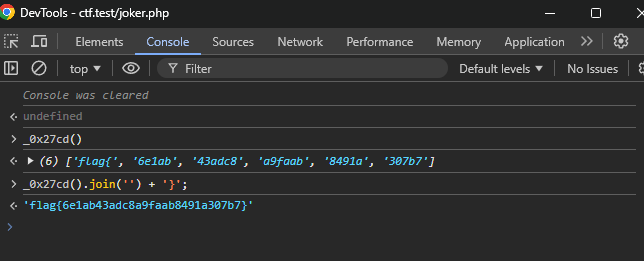 DevTools - ctf.test/joker.php
Elements Console Sources Network Performance Memory Application
top Filter Default levels No Issues
Console was cleared
undefined
_0x27cd()
(6) ['flag{', '6e1ab', '43adc8', 'a9faab', '8491a', '307b7']
_0x27cd().join('') + '}';
'flag{6e1ab43adc8a9faab8491a307b7}'